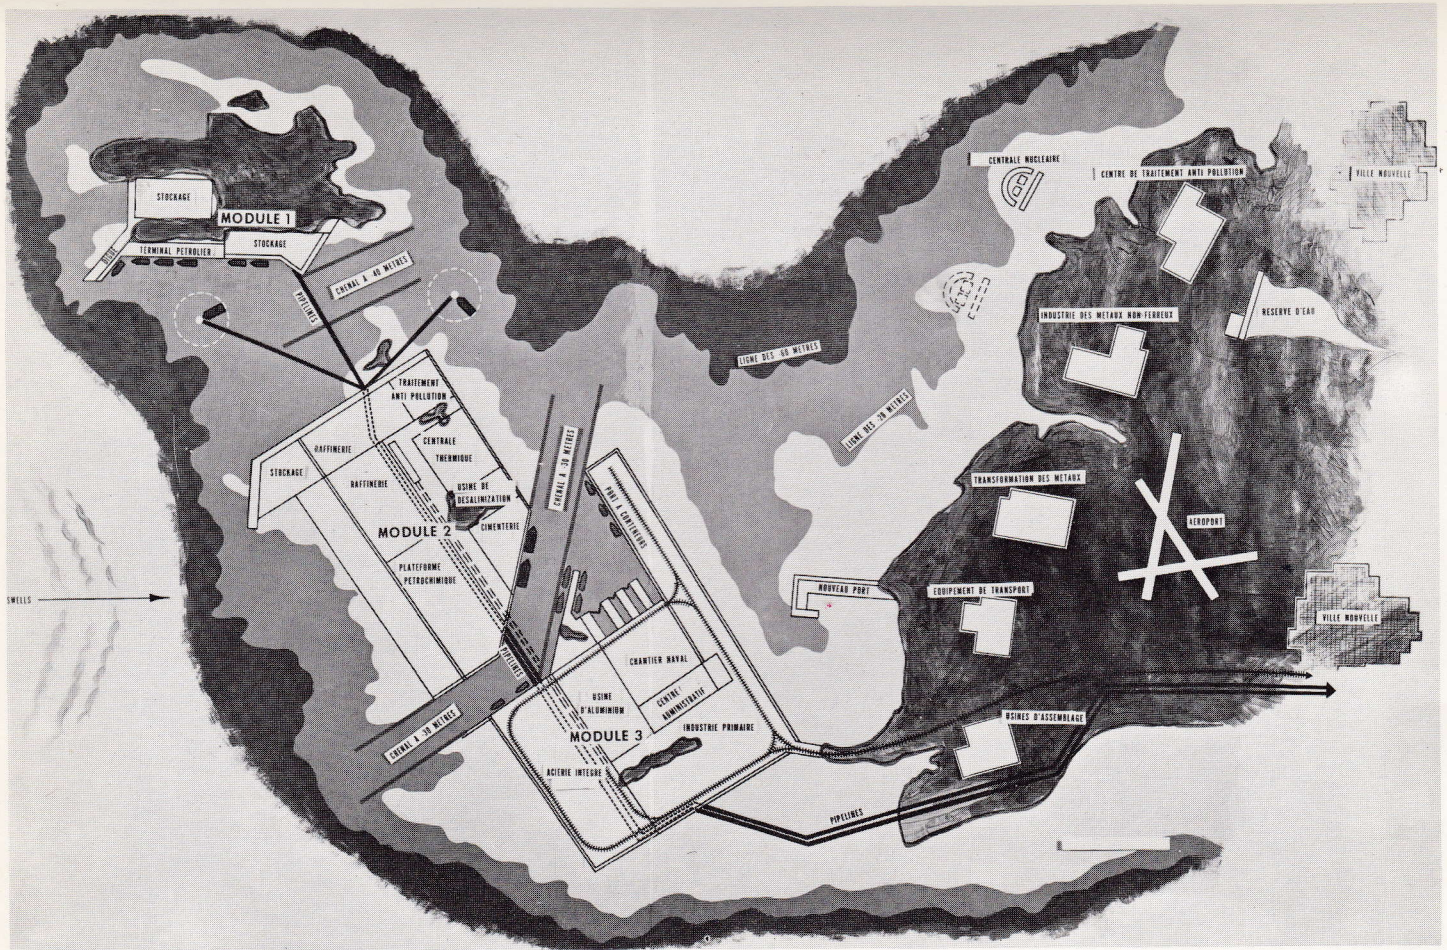 CENTRALE NUCLEAIRE
CENTRE DE TRAITEMENT ANTI POLLUTION
VILLE NOUVELLE
STOCKAGE
MODULE 1
TERMINAL PETROLIER
STOCKAGE
CHENAL A 40 METRES
PIPELINES
INDUSTRIE DES METAUX NON-FERREUX
RESERVE D'EAU
LIGNE DES -60 METRES
LIGNE DES -20 METRES
TRAITEMENT
ANTI POLLUTION
CENTRALE
THERMIQUE
RAFFINERIE
STOCKAGE
RAFFINERIE
USINE DE
DESALINIZATION
CIMENTERIE
MODULE 2
PLATEFORME
PETROCHIMIQUE
CHENAL A -30 METRES
PORT A CONTENEURS
TRANSFORMATION DES METAUX
AEROPORT
SWELLS
NOUVEAU PORT
EQUIPEMENT DE TRANSPORT
VILLE NOUVELLE
PIPELINES
CHANTIER NAVAL
CENTRE
ADMINISTRATIF
USINE
D'ALUMINIUM
INDUSTRIE PRIMAIRE
MODULE 3
ACIERIE INTEGRE
CHENAL A -30 METRES
USINES D'ASSEMBLAGE
PIPELINES